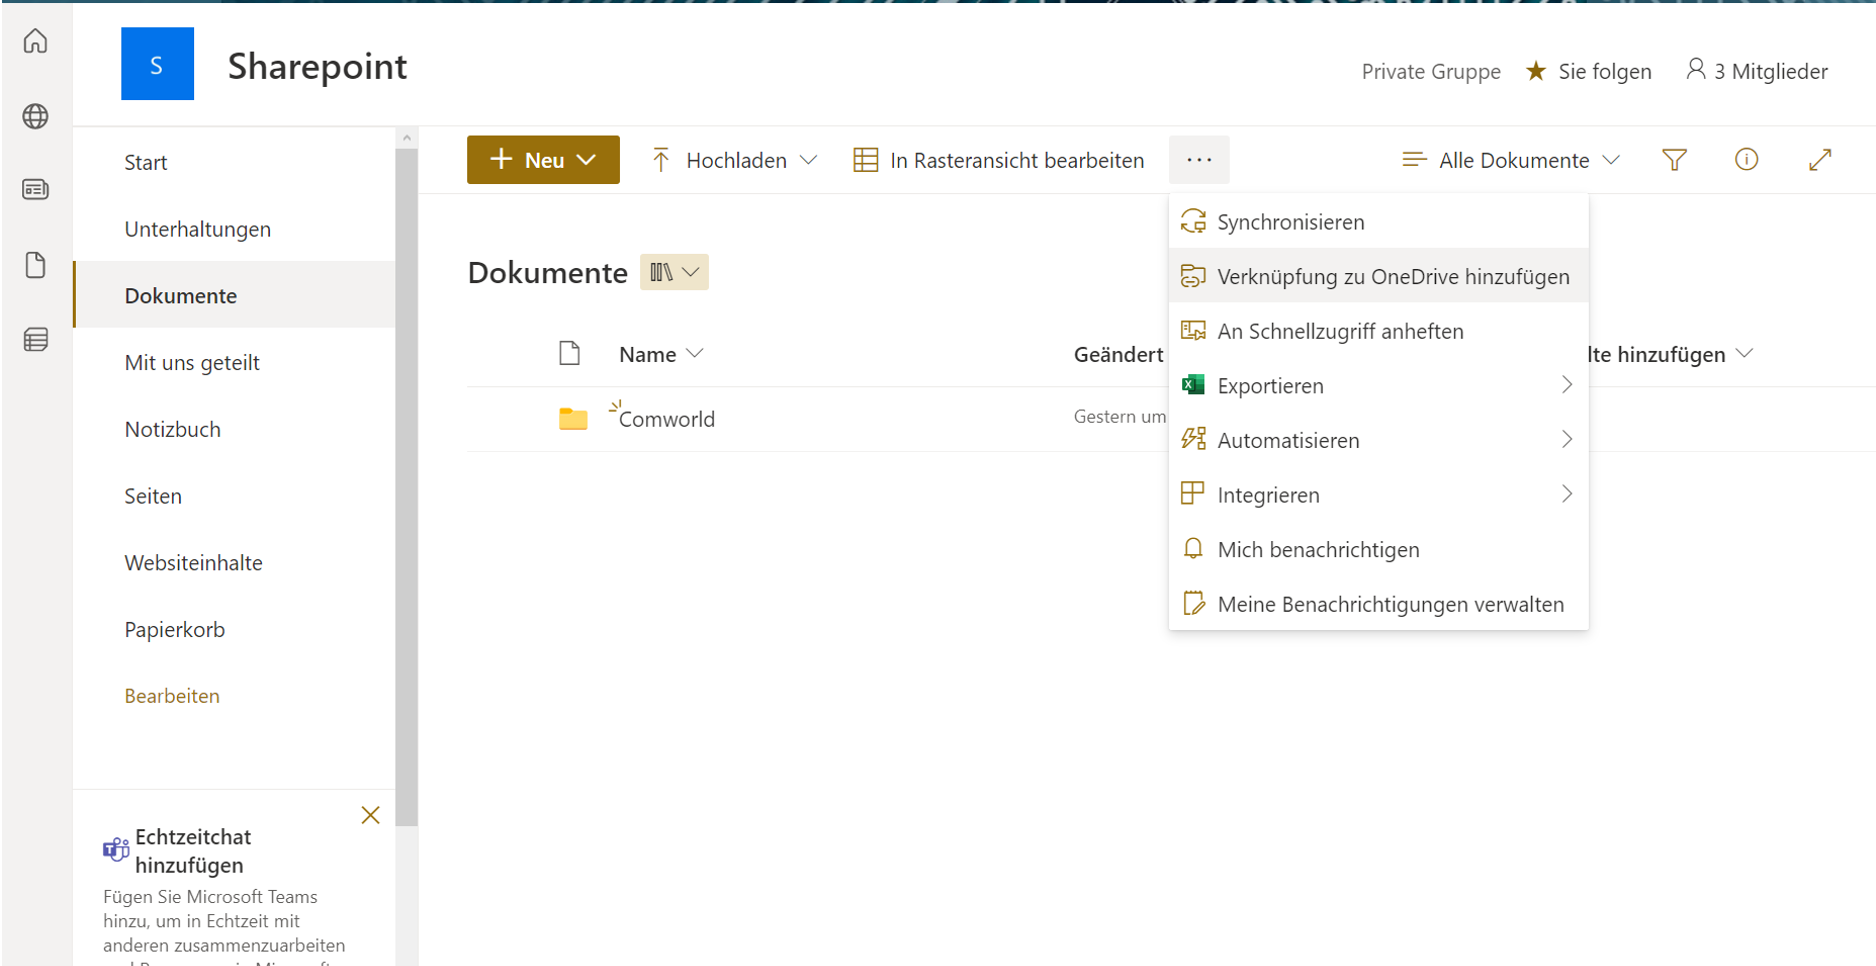 S
Sharepoint
Private Gruppe
Sie folgen
3 Mitglieder
Start
Unterhaltungen
Dokumente
Mit uns geteilt
Notizbuch
Seiten
Websiteinhalte
Papierkorb
Bearbeiten
Echtzeitchat
hinzufügen
Fügen Sie Microsoft Teams
hinzu, um in Echtzeit mit
anderen zusammenzuarbeiten
Neu
Hochladen
In Rasteransicht bearbeiten
...
Alle Dokumente
Dokumente
Name
Geändert
lte hinzufügen
Comworld
Gestern um
Synchronisieren
Verknüpfung zu OneDrive hinzufügen
An Schnellzugriff anheften
Exportieren
Automatisieren
Integrieren
Mich benachrichtigen
Meine Benachrichtigungen verwalten